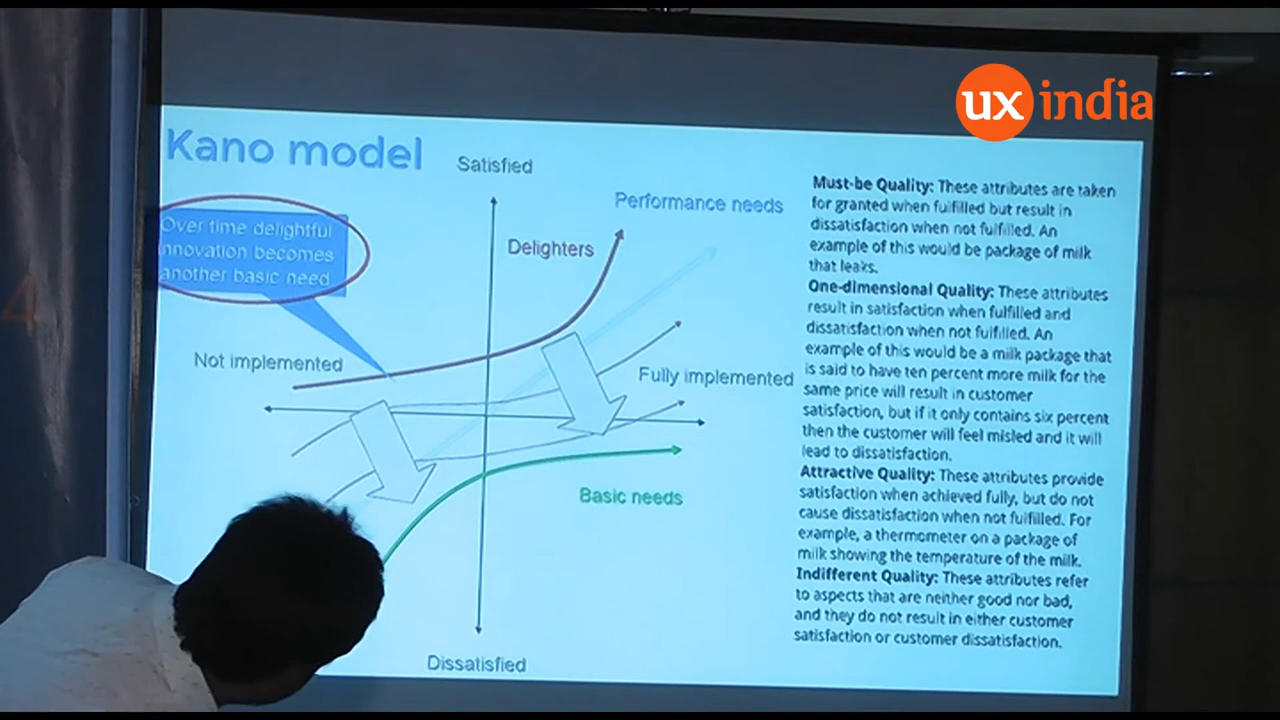 ux india
Kano model
Satisfied
Performance needs
Delighters
Over time delightful
innovation becomes
another basic need
Not implemented
Fully implemented
Basic needs
Dissatisfied
Must-be Quality: These attributes are taken
for granted when fulfilled but result in
dissatisfaction when not fulfilled. An
example of this would be package of milk
that leaks.
One-dimensional Quality: These attributes
result in satisfaction when fulfilled and
dissatisfaction when not fulfilled. An
example of this would be a milk package that
is said to have ten percent more milk for the
same price will result in customer
satisfaction, but if it only contains six percent
then the customer will feel misled and it will
lead to dissatisfaction.
Attractive Quality: These attributes provide
satisfaction when achieved fully, but do not
cause dissatisfaction when not fulfilled. For
example, a thermometer on a package of
milk showing the temperature of the milk.
Indifferent Quality: These attributes refer
to aspects that are neither good nor bad,
and they do not result in either customer
satisfaction or customer dissatisfaction.
4